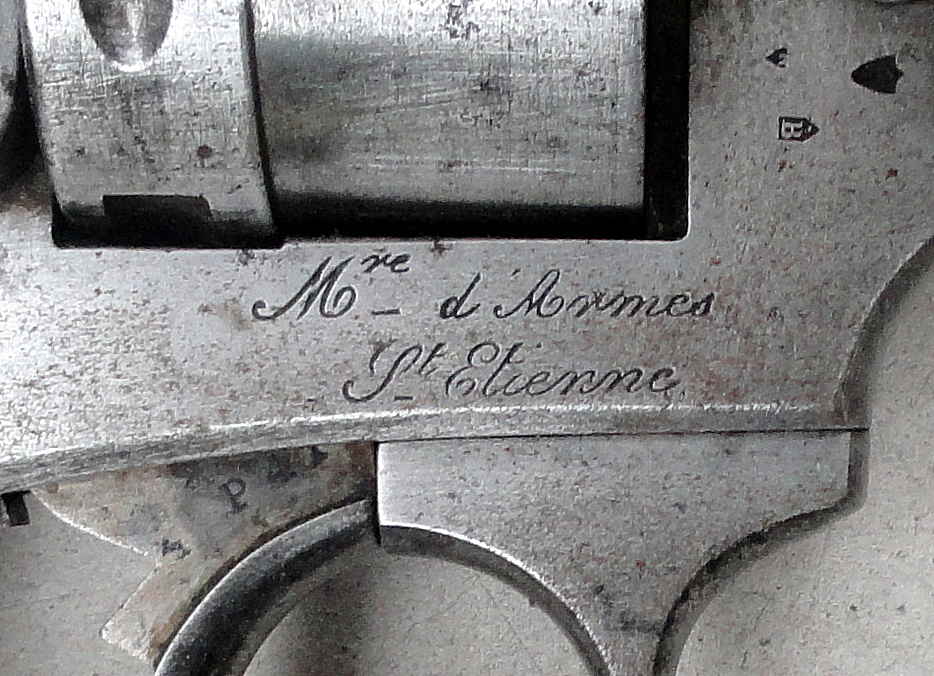 B
Mre d'Armes
St Etienne
P